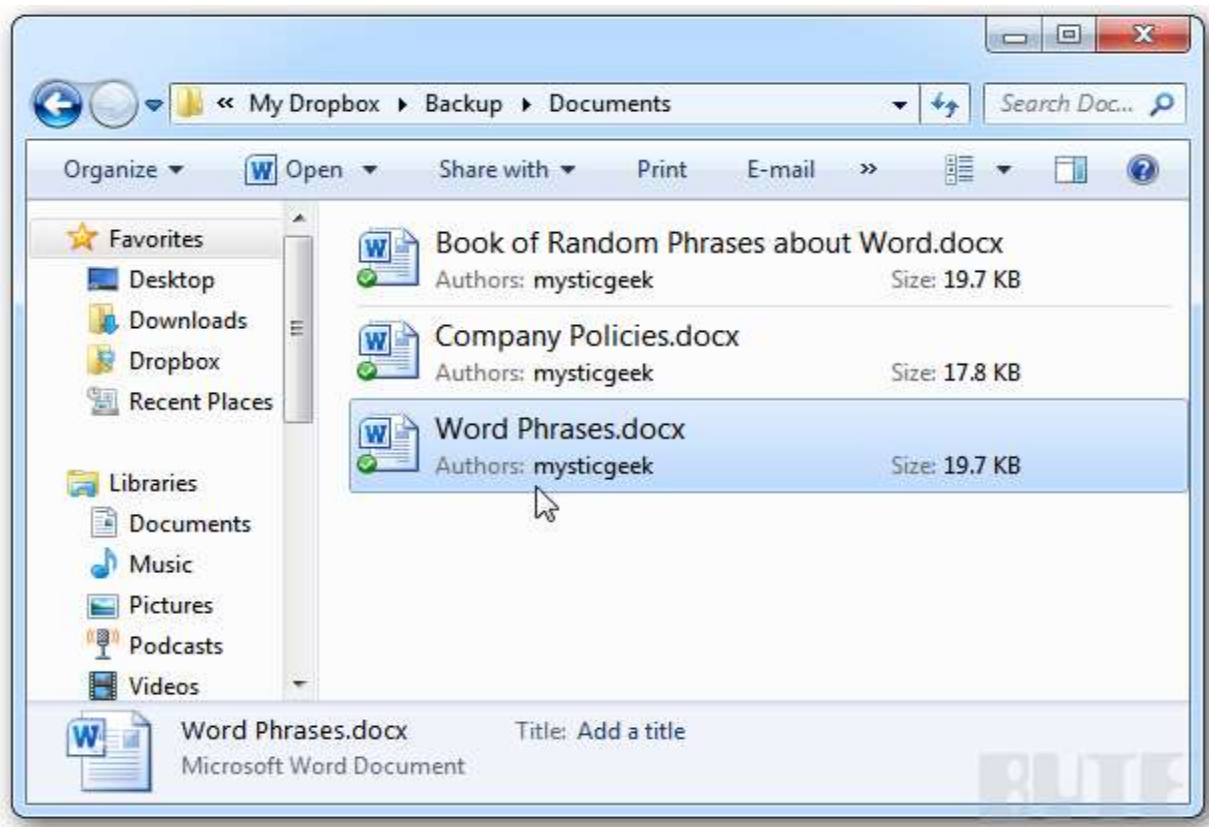 « My Dropbox Backup Documents
Search Doc...
Organize Open Share with Print E-mail »
Favorites
Desktop
Downloads
Dropbox
Recent Places
Libraries
Documents
Music
Pictures
Podcasts
Videos
Book of Random Phrases about Word.docx
Authors: mysticgeek Size: 19.7 KB
Company Policies.docx
Authors: mysticgeek Size: 17.8 KB
Word Phrases.docx
Authors: mysticgeek Size: 19.7 KB
Word Phrases.docx Title: Add a title
Microsoft Word Document
BYTE